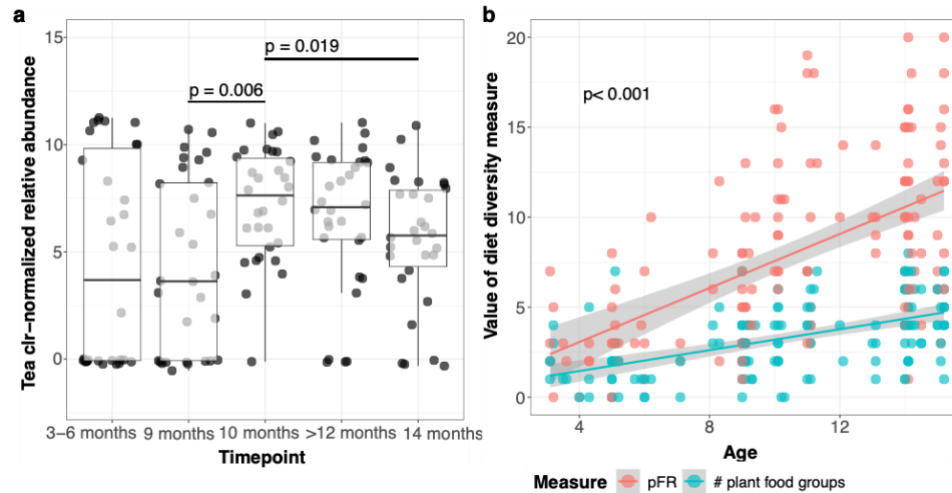 a
Tea clr-normalized relative abundance
15
10
5
0
p = 0.019
p = 0.006
3-6 months 9 months 10 months >12 months 14 months
Timepoint
b
Value of diet diversity measure
20
15
10
5
0
p< 0.001
4 8 12
Age
Measure pFR # plant food groups